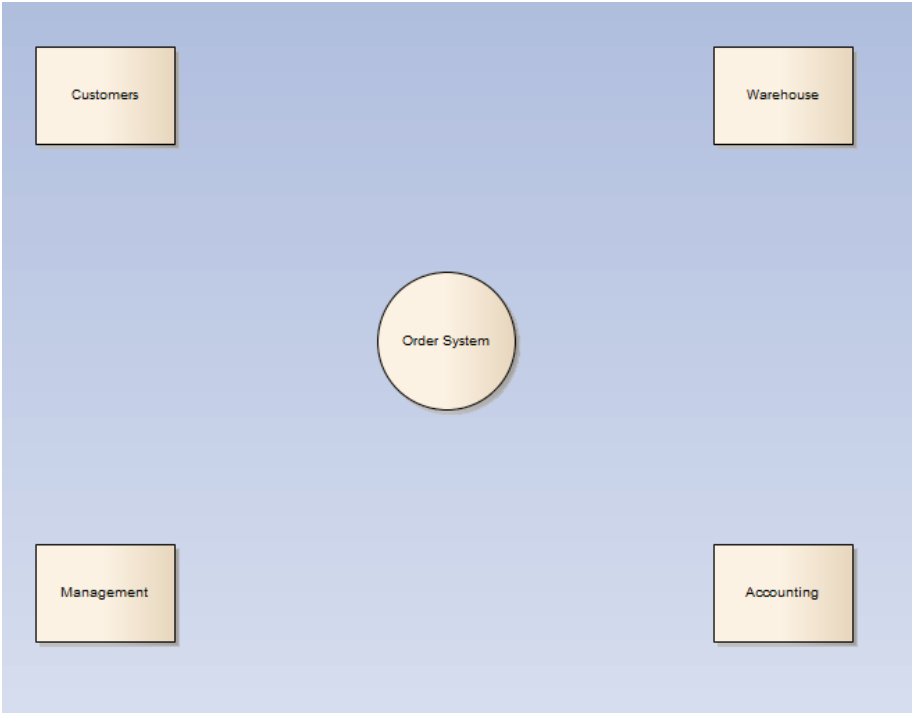 Customers
Warehouse
Order System
Management
Accounting